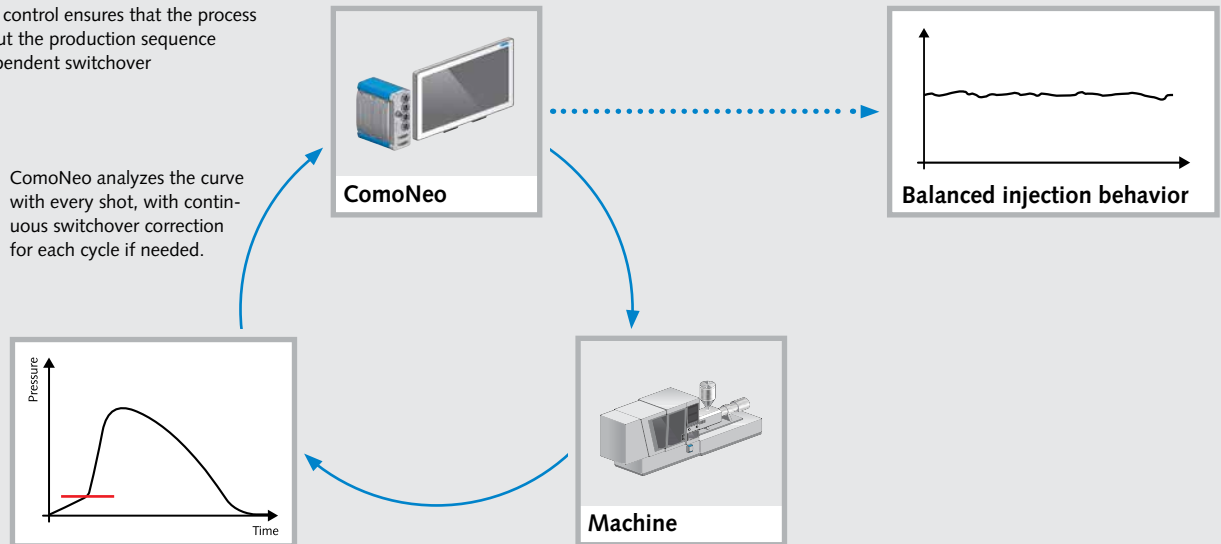 control ensures that the process
ut the production sequence
pendent switchover
ComoNeo analyzes the curve
with every shot, with contin-
uous switchover correction
for each cycle if needed.
ComoNeo
Balanced injection behavior
Pressure
Time
Machine